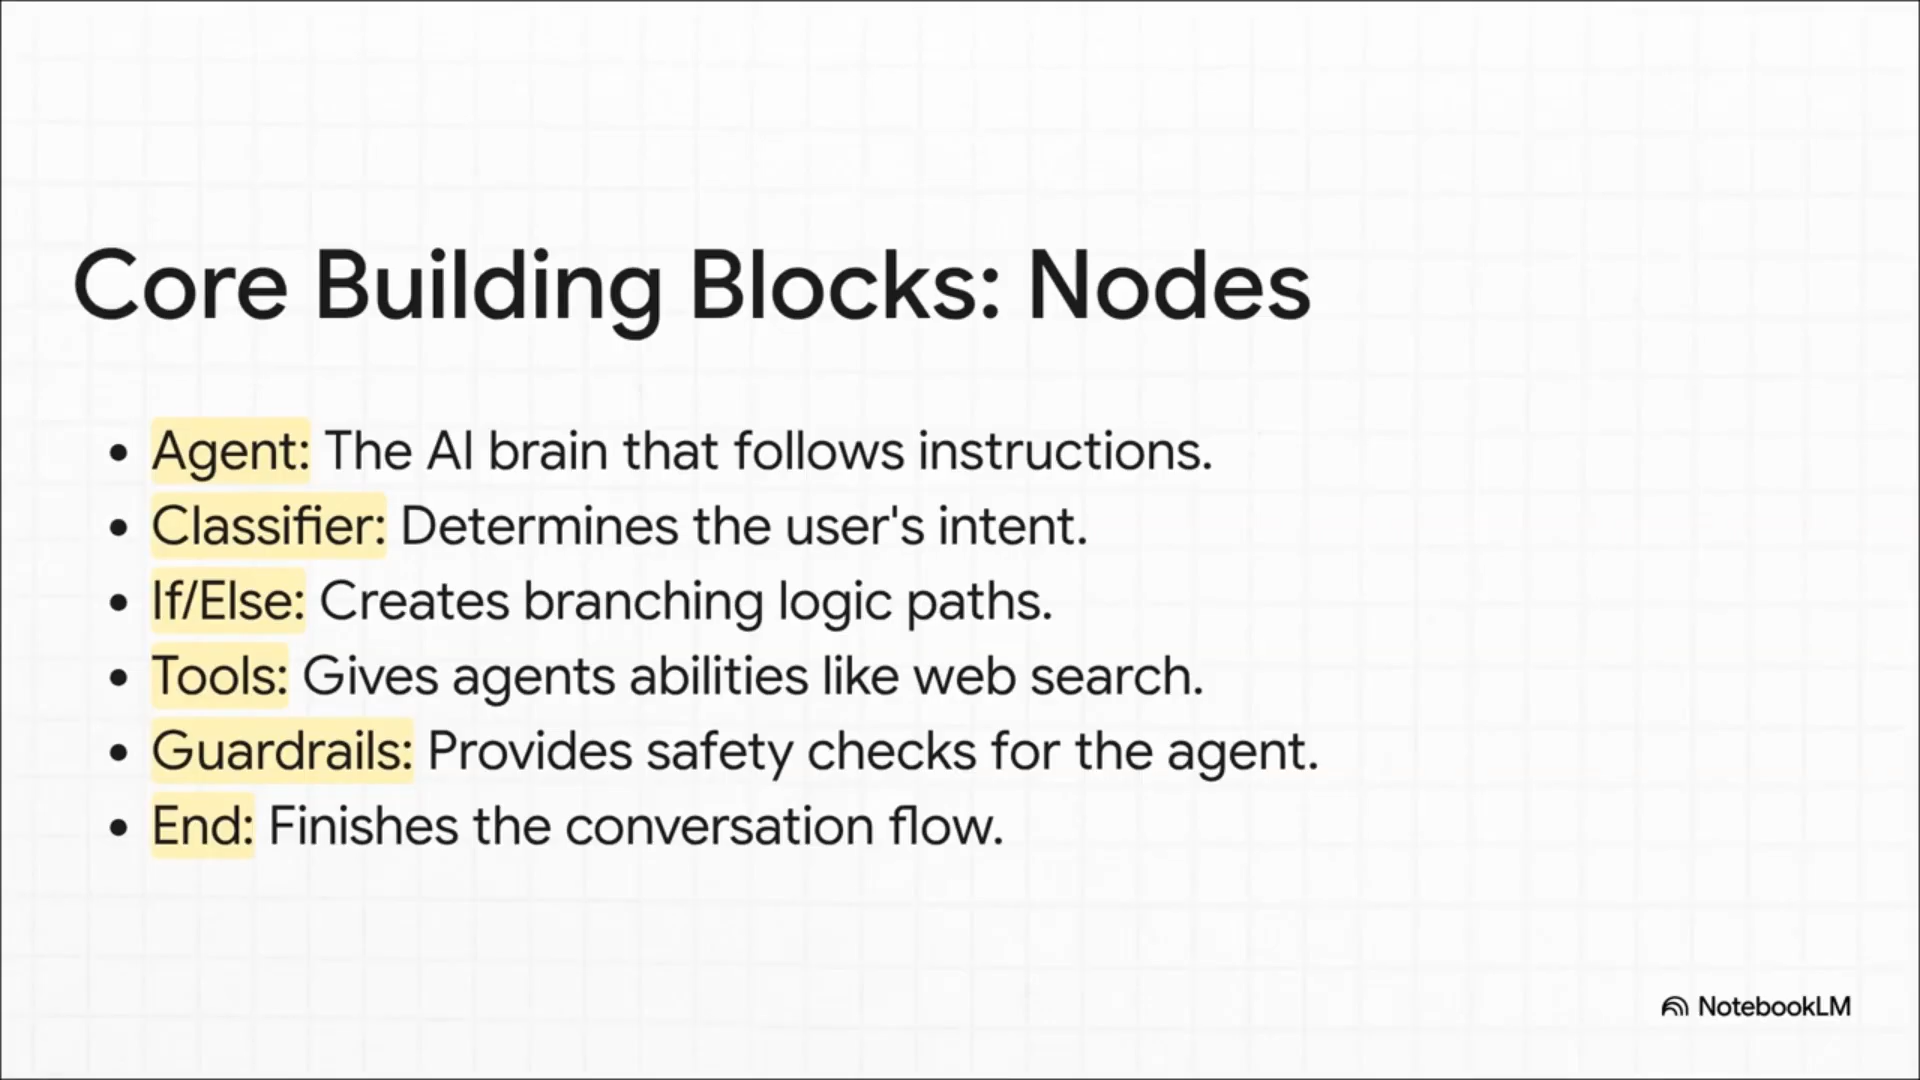 Core Building Blocks: Nodes
• Agent: The AI brain that follows instructions.
• Classifier: Determines the user's intent.
• If/Else: Creates branching logic paths.
• Tools: Gives agents abilities like web search.
• Guardrails: Provides safety checks for the agent.
• End: Finishes the conversation flow.
NotebookLM